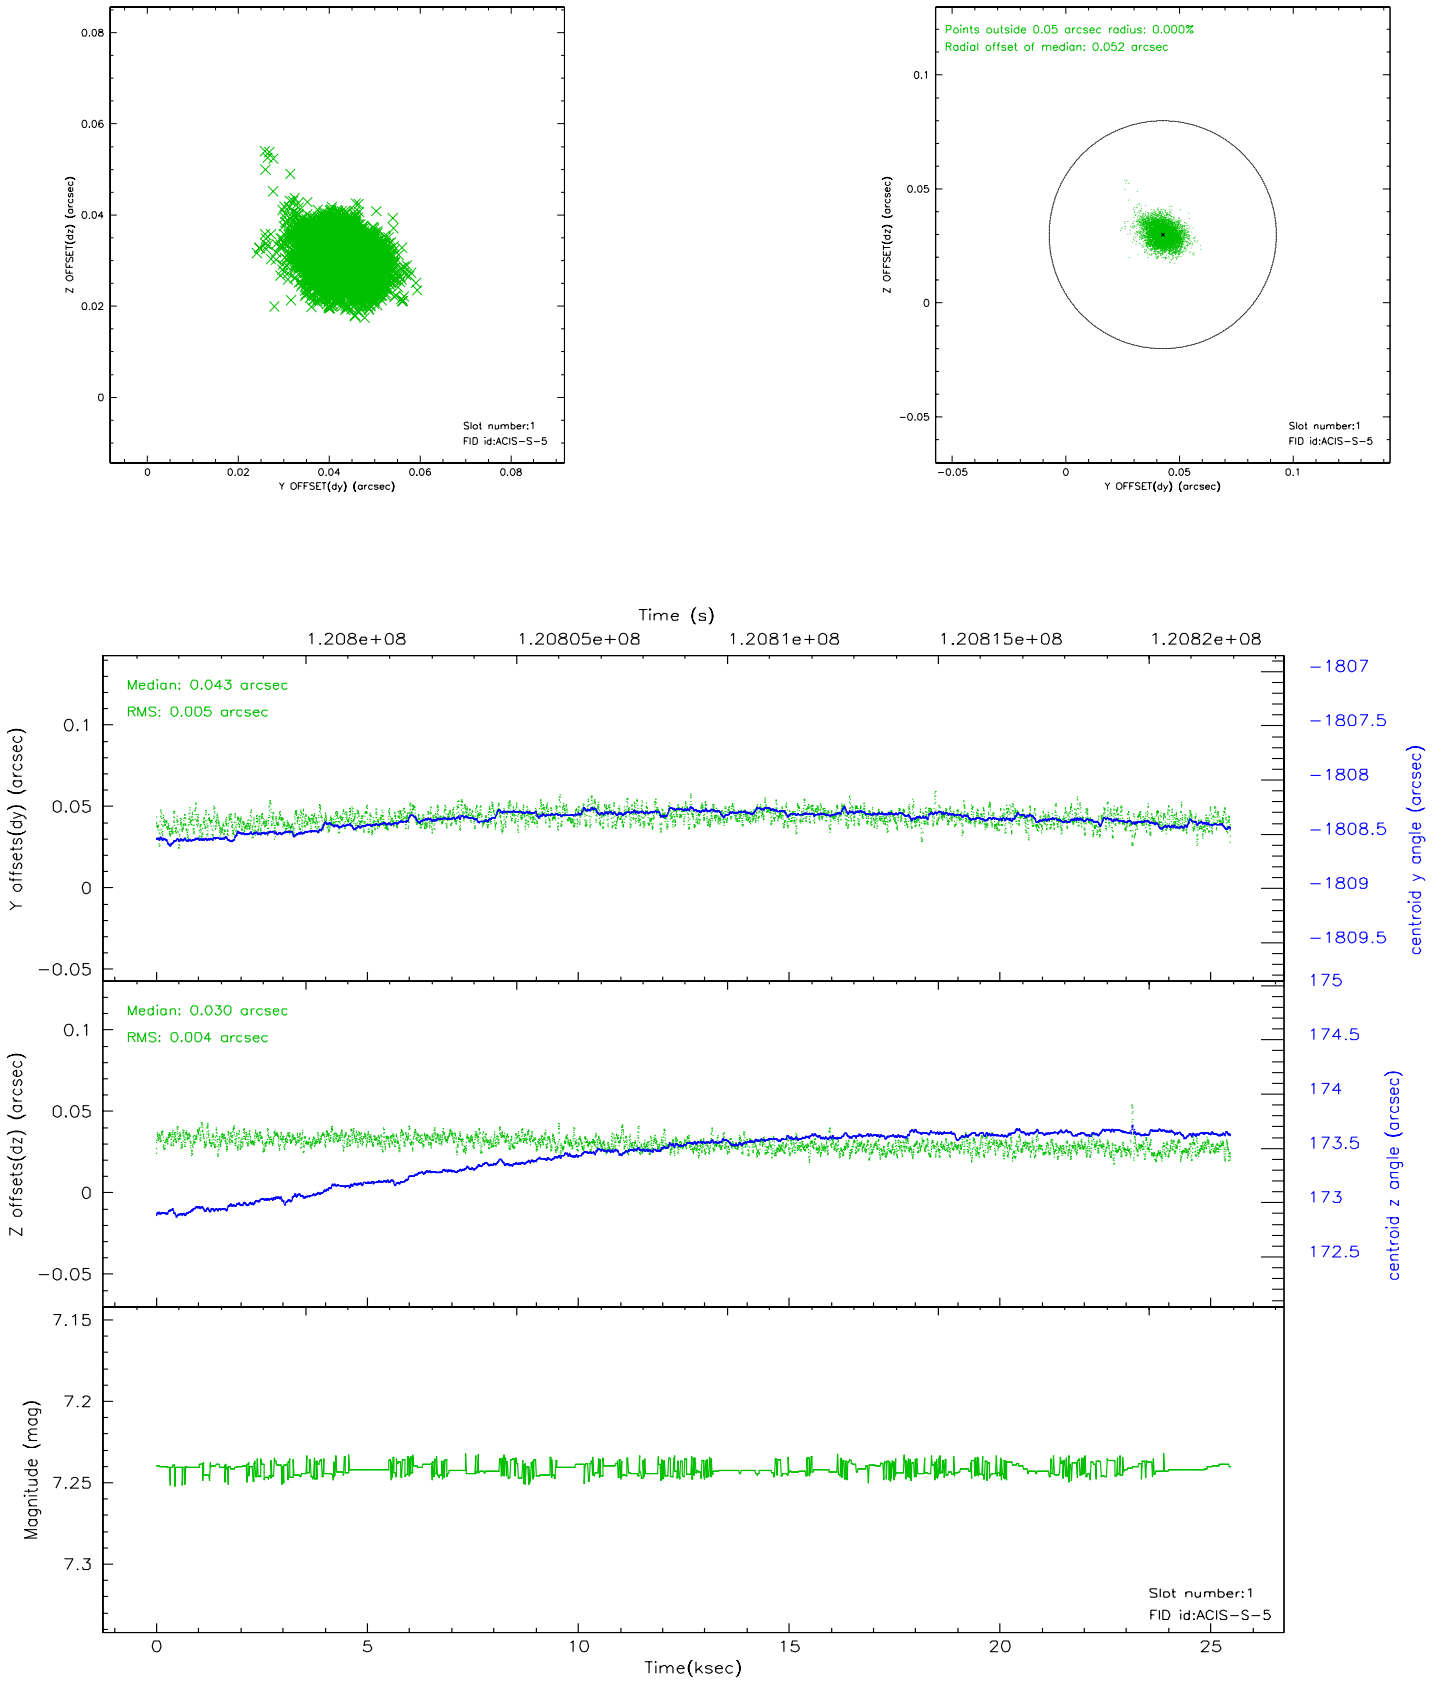 0.08
0.06
0.04
0.02
0
Z OFFSET(dz) (arcsec)
Slot number:1
FID id:ACIS-S-5
0 0.02 0.04 0.06 0.08
Y OFFSET(dy) (arcsec)
Points outside 0.05 arcsec radius: 0.000%
Radial offset of median: 0.052 arcsec
0.1
0.05
0
-0.05
Z OFFSET(dz) (arcsec)
Slot number:1
FID id:ACIS-S-5
-0.05 0 0.05 0.1
Y OFFSET(dy) (arcsec)
Time (s)
1.208e+08 1.20805e+08 1.2081e+08 1.20815e+08 1.2082e+08
Median: 0.043 arcsec
RMS: 0.005 arcsec
0.1
0.05
0
-0.05
Y offsets(dy) (arcsec)
-1807
-1807.5
-1808
-1808.5
-1809
-1809.5
centroid y angle (arcsec)
Median: 0.030 arcsec
RMS: 0.004 arcsec
0.1
0.05
0
-0.05
Z offsets(dz) (arcsec)
175
174.5
174
173.5
173
172.5
centroid z angle (arcsec)
7.15
7.2
7.25
7.3
Magnitude (mag)
Slot number:1
FID id:ACIS-S-5
0 5 10 15 20 25
Time(ksec)